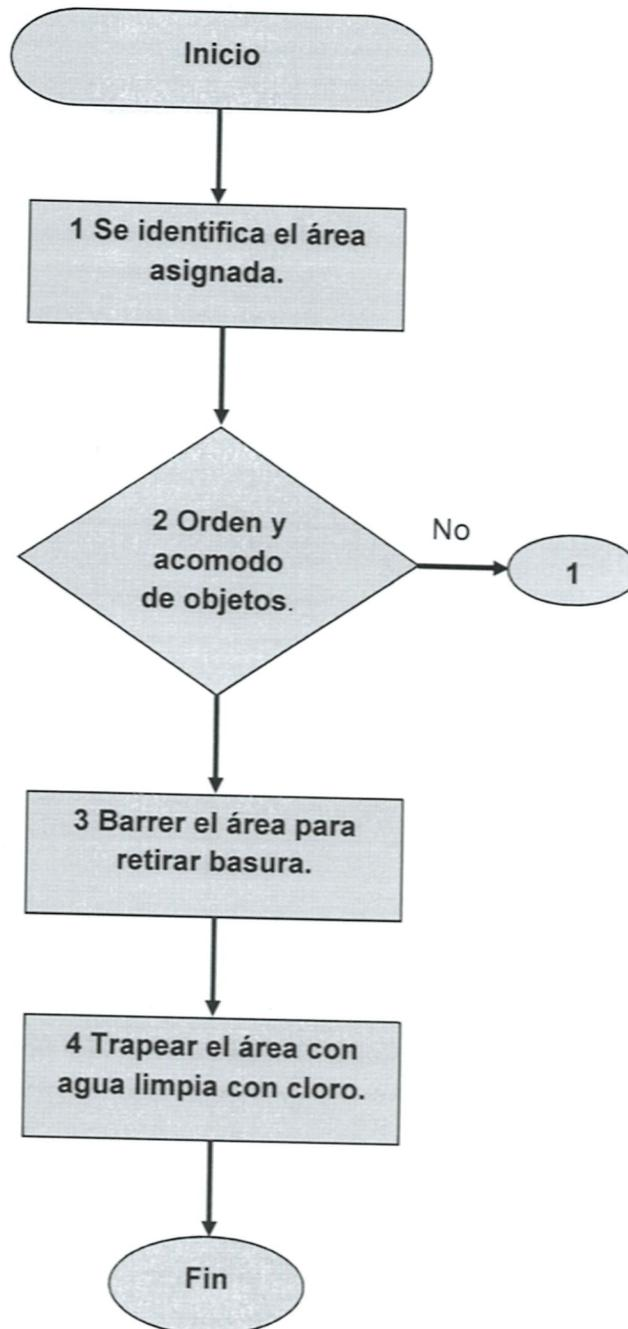 Inicio
1 Se identifica el área
asignada.
2 Orden y
acomodo
de objetos.
No
1
3 Barrer el área para
retirar basura.
4 Trapear el área con
agua limpia con cloro.
Fin